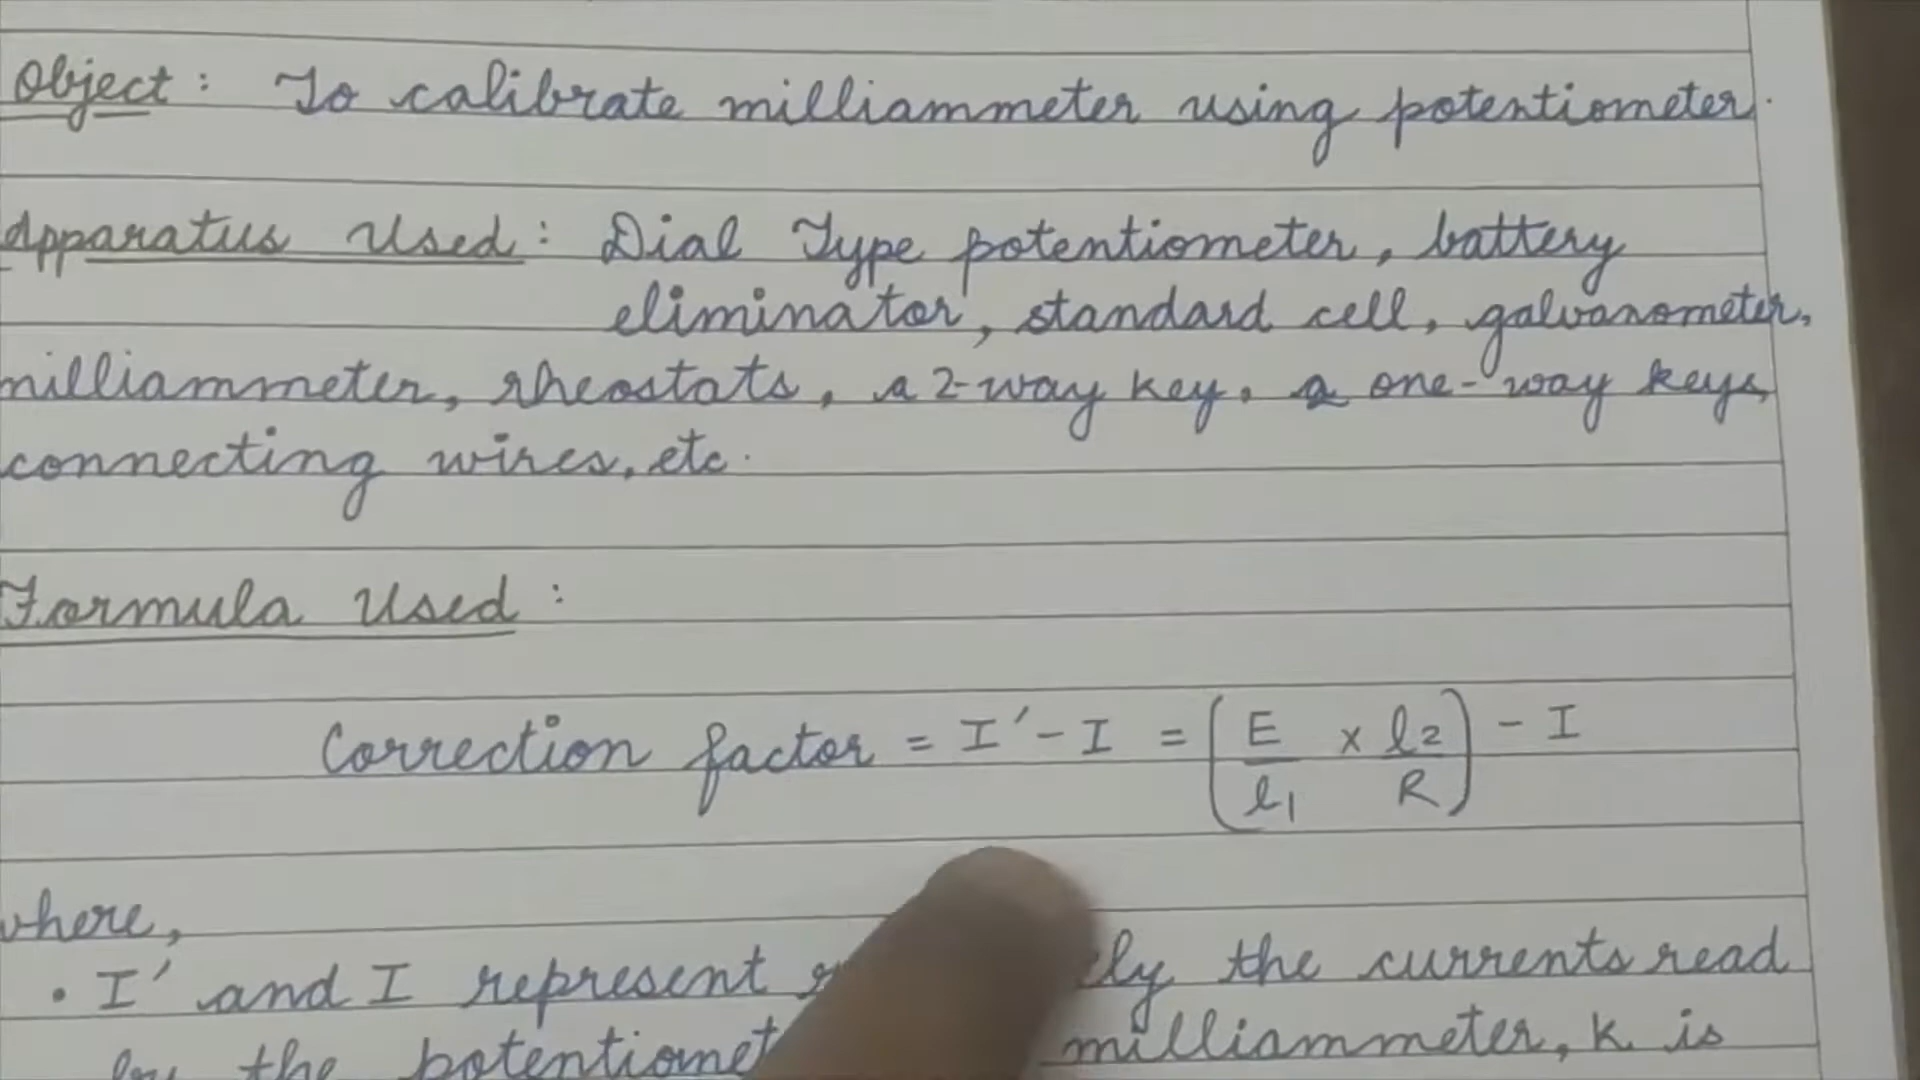 Object : To calibrate milliammeter using potentiometer.
Apparatus Used : Dial Type potentiometer, battery
eliminator, standard cell, galvanometer,
milliammeter, rheostats, a 2-way key, a one-way keys,
connecting wires, etc.
Formula Used :
Correction factor = I' - I = (E/l1 × l2/R) - I
where,
• I' and I represent the currents read
by the milliammeter, K is